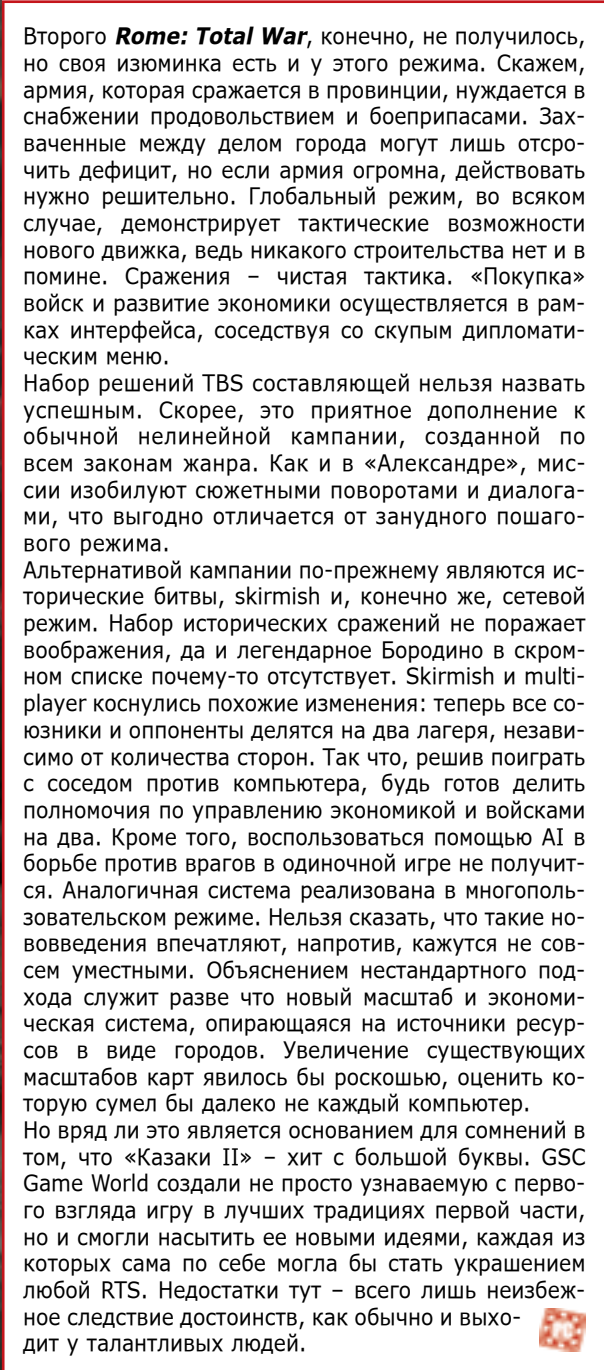 Второго Rome: Total War, конечно, не получилось,
но своя изюминка есть и у этого режима. Скажем,
армия, которая сражается в провинции, нуждается в
снабжении продовольствием и боеприпасами. Зах-
ваченные между делом города могут лишь отсро-
чить дефицит, но если армия огромна, действовать
нужно решительно. Глобальный режим, во всяком
случае, демонстрирует тактические возможности
нового движка, ведь никакого строительства нет и в
помине. Сражения – чистая тактика. «Покупка»
войск и развитие экономики осуществляется в рам-
ках интерфейса, соседствуя со скупым дипломати-
ческим меню.
Набор решений TBS составляющей нельзя назвать
успешным. Скорее, это приятное дополнение к
обычной нелинейной кампании, созданной по
всем законам жанра. Как и в «Александре», мис-
сии изобилуют сюжетными поворотами и диалога-
ми, что выгодно отличается от занудного пошаго-
вого режима.
Альтернативой кампании по-прежнему являются ис-
торические битвы, skirmish и, конечно же, сетевой
режим. Набор исторических сражений не поражает
воображения, да и легендарное Бородино в скром-
ном списке почему-то отсутствует. Skirmish и multi-
player коснулись похожие изменения: теперь все со-
юзники и оппоненты делятся на два лагеря, незави-
симо от количества сторон. Так что, решив поиграть
с соседом против компьютера, будь готов делить
полномочия по управлению экономикой и войсками
на два. Кроме того, воспользоваться помощью AI в
борьбе против врагов в одиночной игре не получит-
ся. Аналогичная система реализована в многополь-
зовательском режиме. Нельзя сказать, что такие но-
вовведения впечатляют, напротив, кажутся не сов-
сем уместными. Объяснением нестандартного под-
хода служит разве что новый масштаб и экономи-
ческая система, опирающаяся на источники ресур-
сов в виде городов. Увеличение существующих
масштабов карт явилось бы роскошью, оценить ко-
торую сумел бы далеко не каждый компьютер.
Но вряд ли это является основанием для сомнений в
том, что «Казаки II» – хит с большой буквы. GSC
Game World создали не просто узнаваемую с перво-
го взгляда игру в лучших традициях первой части,
но и смогли насытить ее новыми идеями, каждая из
которых сама по себе могла бы стать украшением
любой RTS. Недостатки тут – всего лишь неизбеж-
ное следствие достоинств, как обычно и выхо-
дит у талантливых людей.
PC